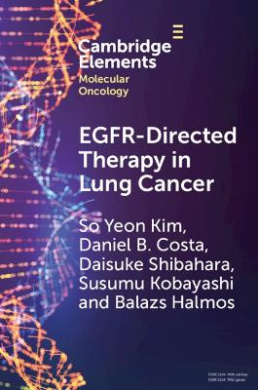 Cambridge
Elements
Molecular
Oncology
EGFR-Directed
Therapy in
Lung Cancer
So Yeon Kim,
Daniel B. Costa,
Daisuke Shibahara,
Susumu Kobayashi
and Balazs Halmos